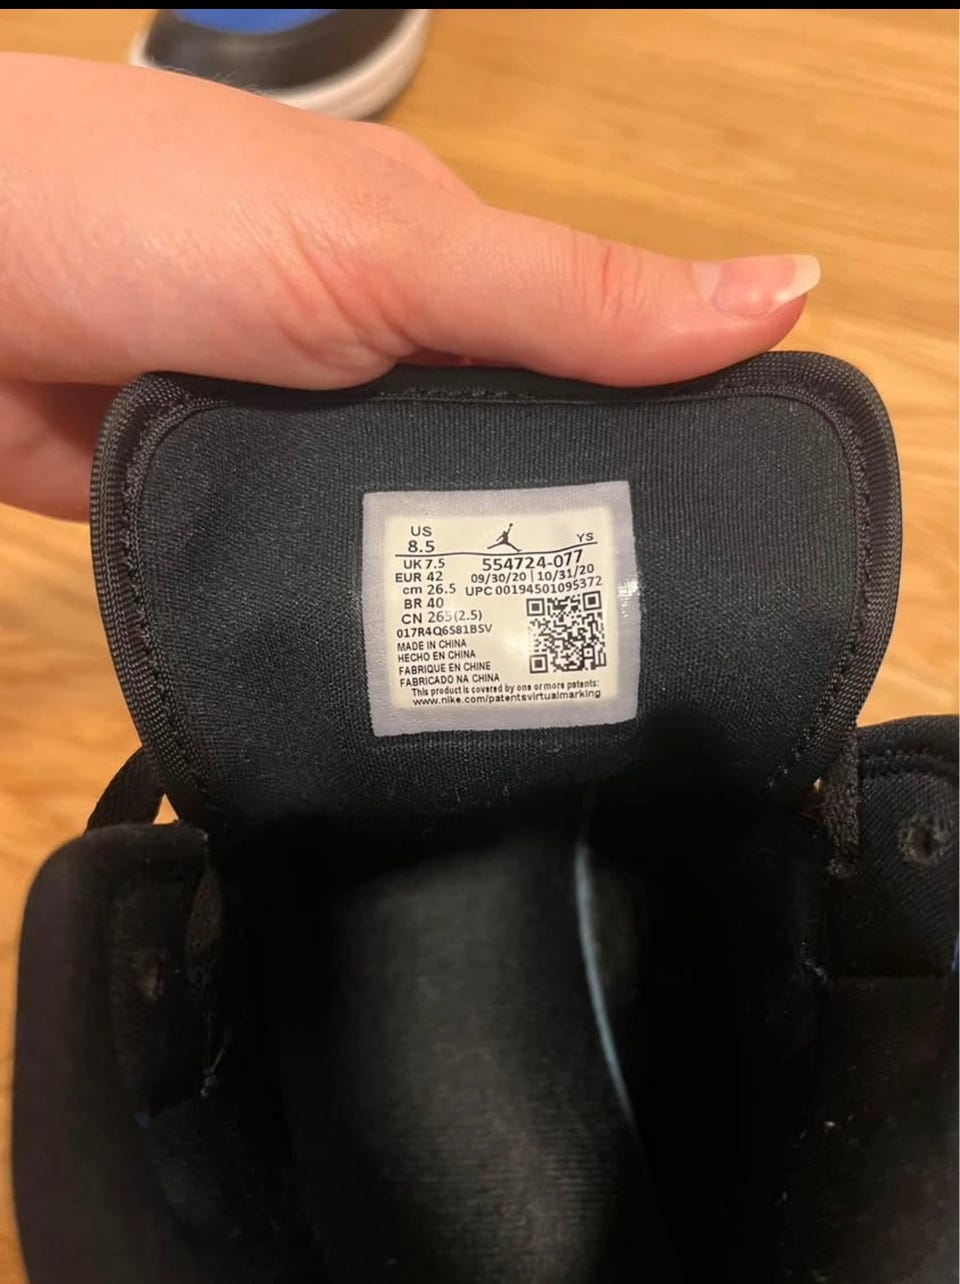 US
8.5
YS
UK 7.5
554724-077
EUR 42
09/30/20 | 10/31/20
cm 26.5
UPC 00194501095372
BR 40
CN 265(2.5)
017R4Q6S81BSV
MADE IN CHINA
HECHO EN CHINA
FABRIQUE EN CHINE
FABRICADO NA CHINA
This product is covered by one or more patents:
www.nike.com/patentsvirtualmarking